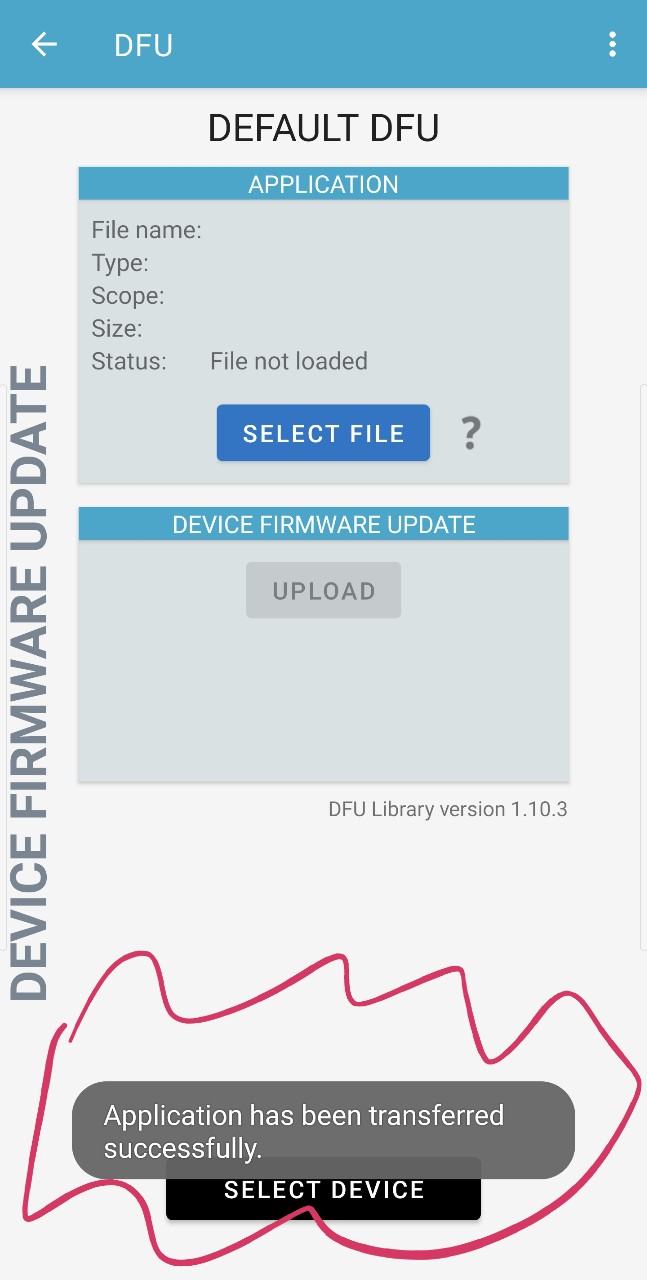 DFU
DEFAULT DFU
APPLICATION
File name:
Type:
Scope:
Size:
Status: File not loaded
SELECT FILE ?
DEVICE FIRMWARE UPDATE
UPLOAD
DFU Library version 1.10.3
DEVICE FIRMWARE UPDATE
Application has been transferred
successfully.
SELECT DEVICE